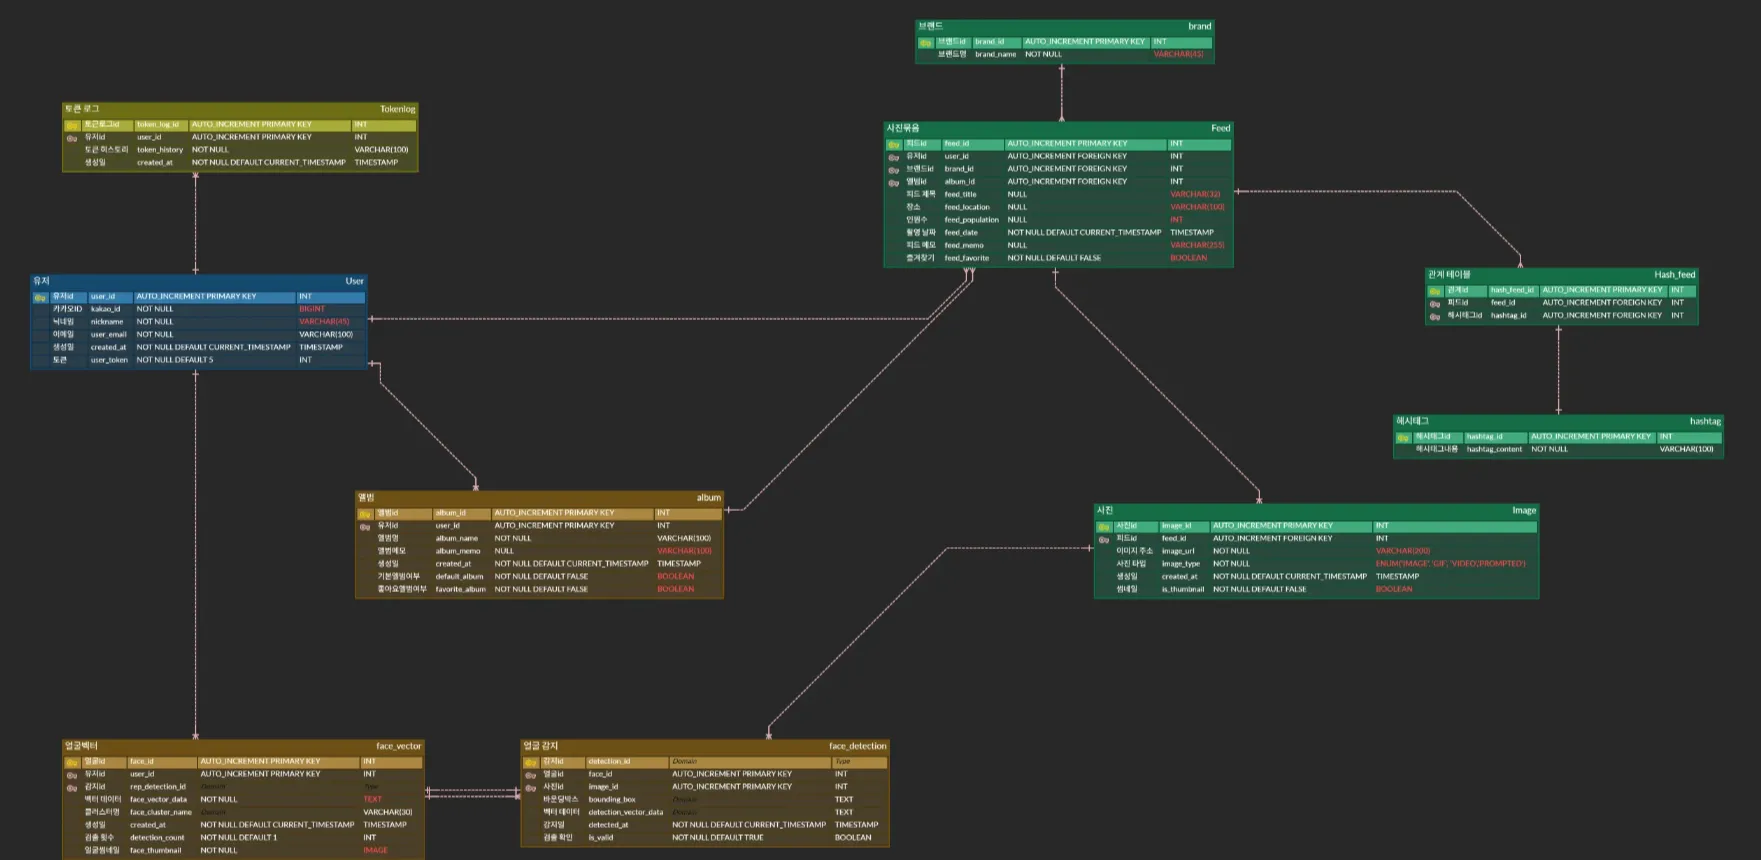 브랜드 brand
브랜드id brand_id AUTO_INCREMENT PRIMARY KEY INT
브랜드명 brand_name NOT NULL VARCHAR(45)
토큰 로그 Tokenlog
토큰로그id token_log_id AUTO_INCREMENT PRIMARY KEY INT
유저id user_id AUTO_INCREMENT PRIMARY KEY INT
토큰 히스토리 token_history NOT NULL VARCHAR(100)
생성일 created_at NOT NULL DEFAULT CURRENT_TIMESTAMP TIMESTAMP
사진묶음 Feed
피드id feed_id AUTO_INCREMENT PRIMARY KEY INT
유저id user_id AUTO_INCREMENT FOREIGN KEY INT
브랜드id brand_id AUTO_INCREMENT FOREIGN KEY INT
앨범id album_id AUTO_INCREMENT FOREIGN KEY INT
피드 제목 feed_title NULL VARCHAR(32)
장소 feed_location NULL VARCHAR(100)
인원수 feed_population NULL INT
촬영 날짜 feed_date NOT NULL DEFAULT CURRENT_TIMESTAMP TIMESTAMP
피드 메모 feed_memo NULL VARCHAR(255)
즐겨찾기 feed_favorite NOT NULL DEFAULT FALSE BOOLEAN
유저 User
유저id user_id AUTO_INCREMENT PRIMARY KEY INT
카카오ID kakao_id NOT NULL BIGINT
닉네임 nickname NOT NULL VARCHAR(45)
이메일 user_email NOT NULL VARCHAR(100)
생성일 created_at NOT NULL DEFAULT CURRENT_TIMESTAMP TIMESTAMP
토큰 user_token NOT NULL DEFAULT 5 INT
관계 테이블 Hash_feed
관계id hash_feed_id AUTO_INCREMENT PRIMARY KEY INT
피드id feed_id AUTO_INCREMENT FOREIGN KEY INT
해시태그id hashtag_id AUTO_INCREMENT FOREIGN KEY INT
해시태그 hashtag
해시태그id hashtag_id AUTO_INCREMENT PRIMARY KEY INT
해시태그내용 hashtag_content NOT NULL VARCHAR(100)
앨범 album
앨범id album_id AUTO_INCREMENT PRIMARY KEY INT
유저id user_id AUTO_INCREMENT PRIMARY KEY INT
앨범명 album_name NOT NULL VARCHAR(100)
앨범메모 album_memo NULL VARCHAR(100)
생성일 created_at NOT NULL DEFAULT CURRENT_TIMESTAMP TIMESTAMP
기본앨범여부 default_album NOT NULL DEFAULT FALSE BOOLEAN
좋아요앨범여부 favorite_album NOT NULL DEFAULT FALSE BOOLEAN
사진 Image
사진id image_id AUTO_INCREMENT PRIMARY KEY INT
피드id feed_id AUTO_INCREMENT FOREIGN KEY INT
이미지 주소 image_url NOT NULL VARCHAR(200)
사진 타입 image_type NOT NULL ENUM('IMAGE', 'GIF', 'VIDEO','PROMPTED')
생성일 created_at NOT NULL DEFAULT CURRENT_TIMESTAMP TIMESTAMP
썸네일 is_thumbnail NOT NULL DEFAULT FALSE BOOLEAN
얼굴벡터 face_vector
얼굴id face_id AUTO_INCREMENT PRIMARY KEY INT
유저id user_id AUTO_INCREMENT PRIMARY KEY INT
감지id rep_detection_id Domain Type
벡터 데이터 face_vector_data NOT NULL TEXT
클러스터명 face_cluster_name Domain VARCHAR(30)
생성일 created_at NOT NULL DEFAULT CURRENT_TIMESTAMP TIMESTAMP
검출 횟수 detection_count NOT NULL DEFAULT 1 INT
얼굴썸네일 face_thumbnail NOT NULL IMAGE
얼굴 감지 face_detection
감지id detection_id Domain Type
얼굴id face_id AUTO_INCREMENT PRIMARY KEY INT
사진id image_id AUTO_INCREMENT PRIMARY KEY INT
바운딩박스 bounding_box Domain TEXT
벡터 데이터 detection_vector_data Domain TEXT
감지일 detected_at NOT NULL DEFAULT CURRENT_TIMESTAMP TIMESTAMP
검출 확인 is_valid NOT NULL DEFAULT TRUE BOOLEAN